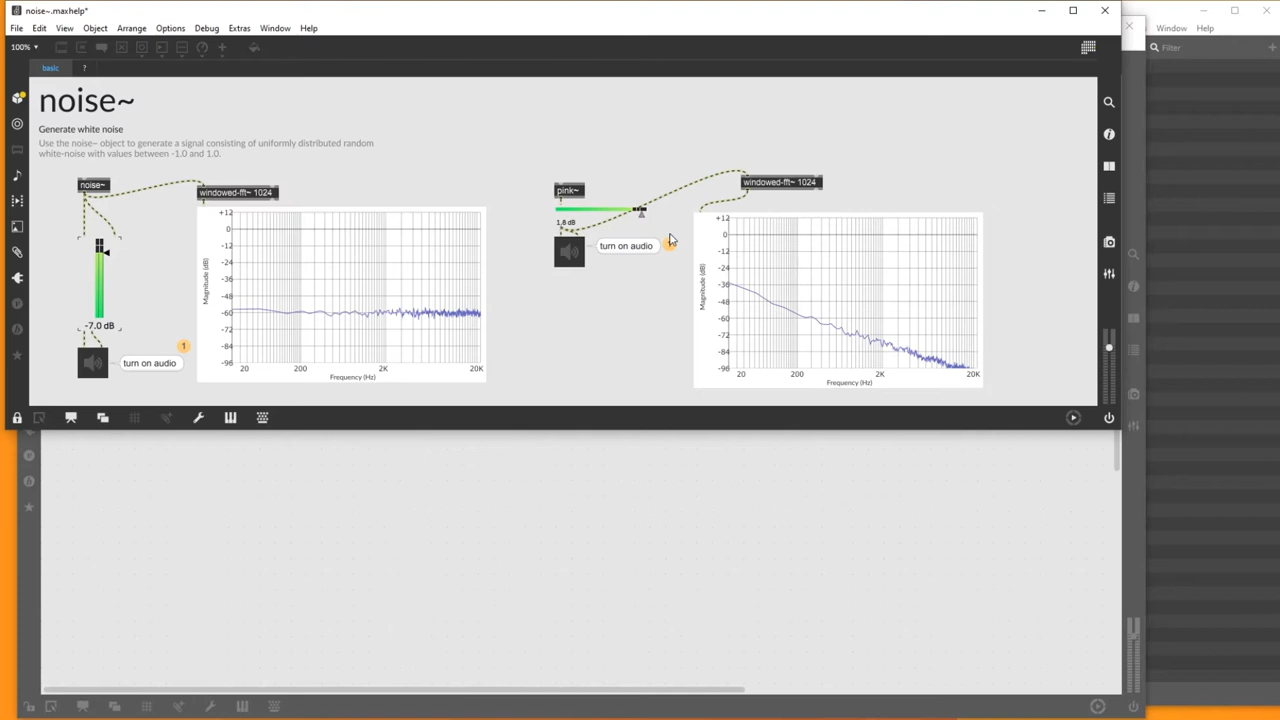 noise~.maxhelp*
File Edit View Object Arrange Options Debug Extras Window Help
Window Help
100%
Filter
basic ?
noise~
Generate white noise
Use the noise~ object to generate a signal consisting of uniformly distributed random
white-noise with values between -1.0 and 1.0.
noise~
windowed-fft~ 1024
-7.0 dB
turn on audio
1
+12
0
-12
-24
-36
-48
-60
-72
-84
-96
Magnitude (dB)
20 200 2K 20K
Frequency (Hz)
pink~
windowed-fft~ 1024
1.8 dB
turn on audio
+12
0
-12
-24
-36
-48
-60
-72
-84
-96
Magnitude (dB)
20 200 2K 20K
Frequency (Hz)